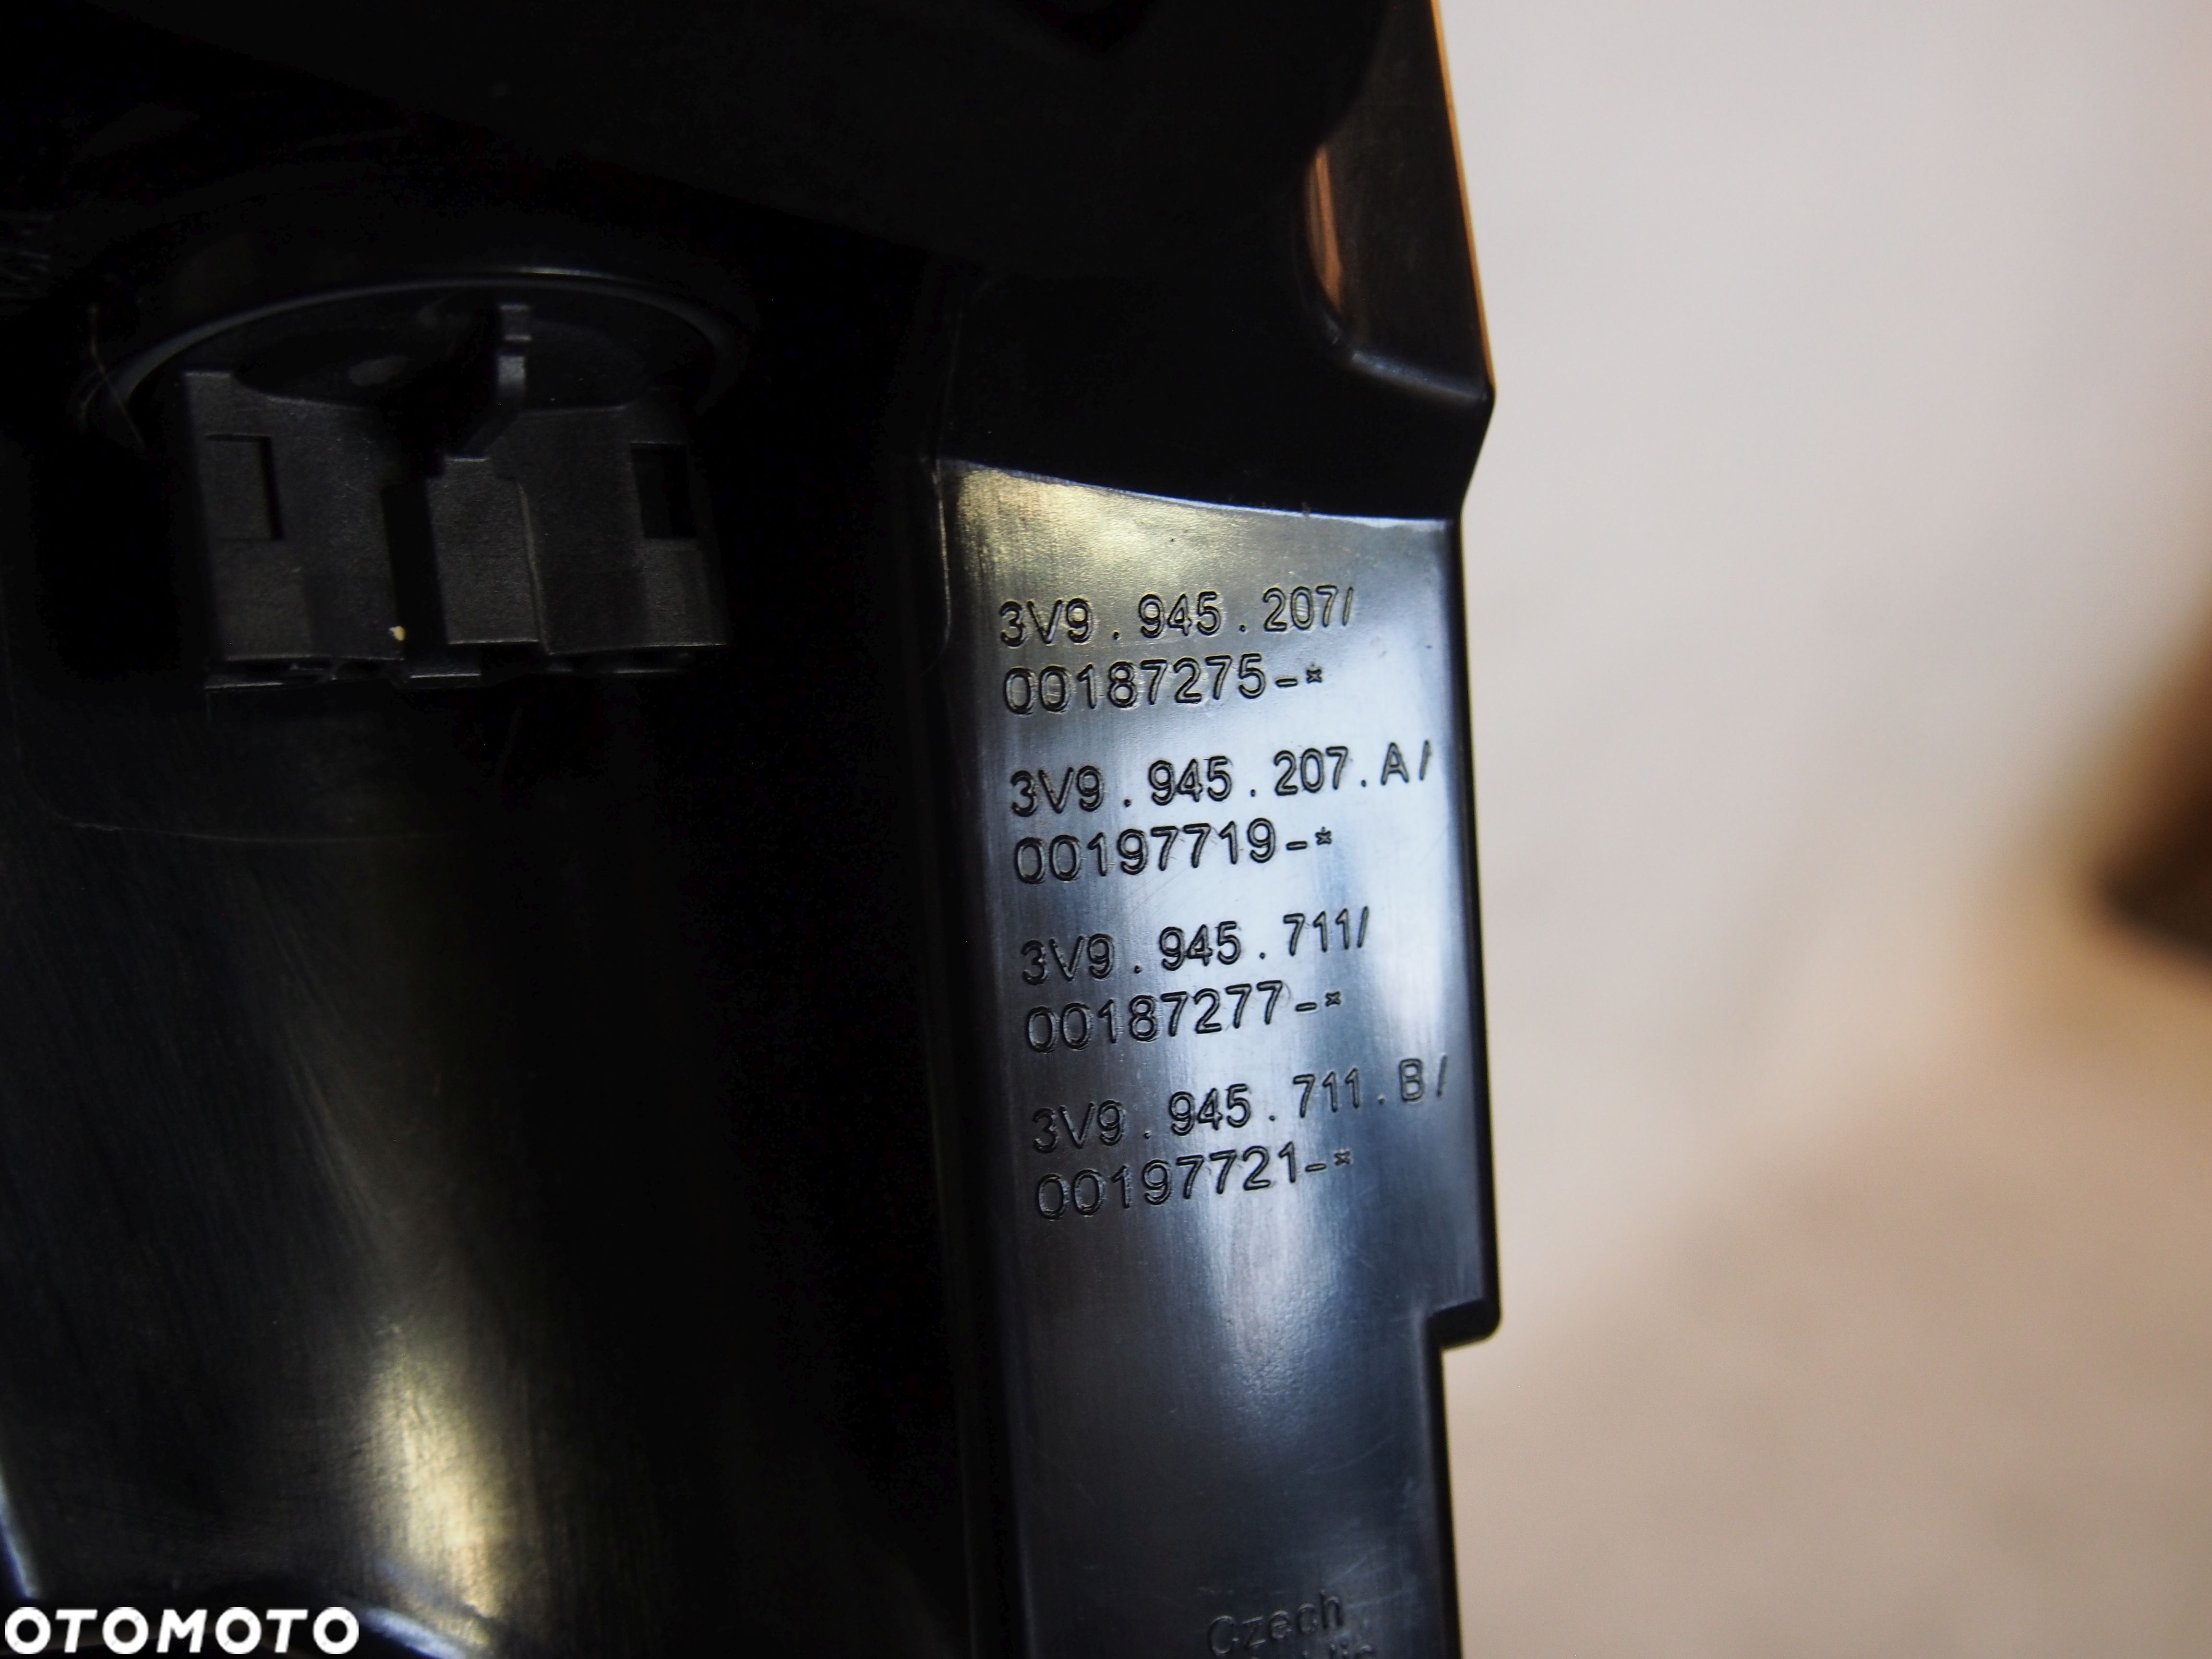 3V9.945.207/
00187275-*
3V9.945.207.A/
00197719-*
3V9.945.711/
00187277-*
3V9.945.711.B/
00197721-*
Czech
OTOMOTO